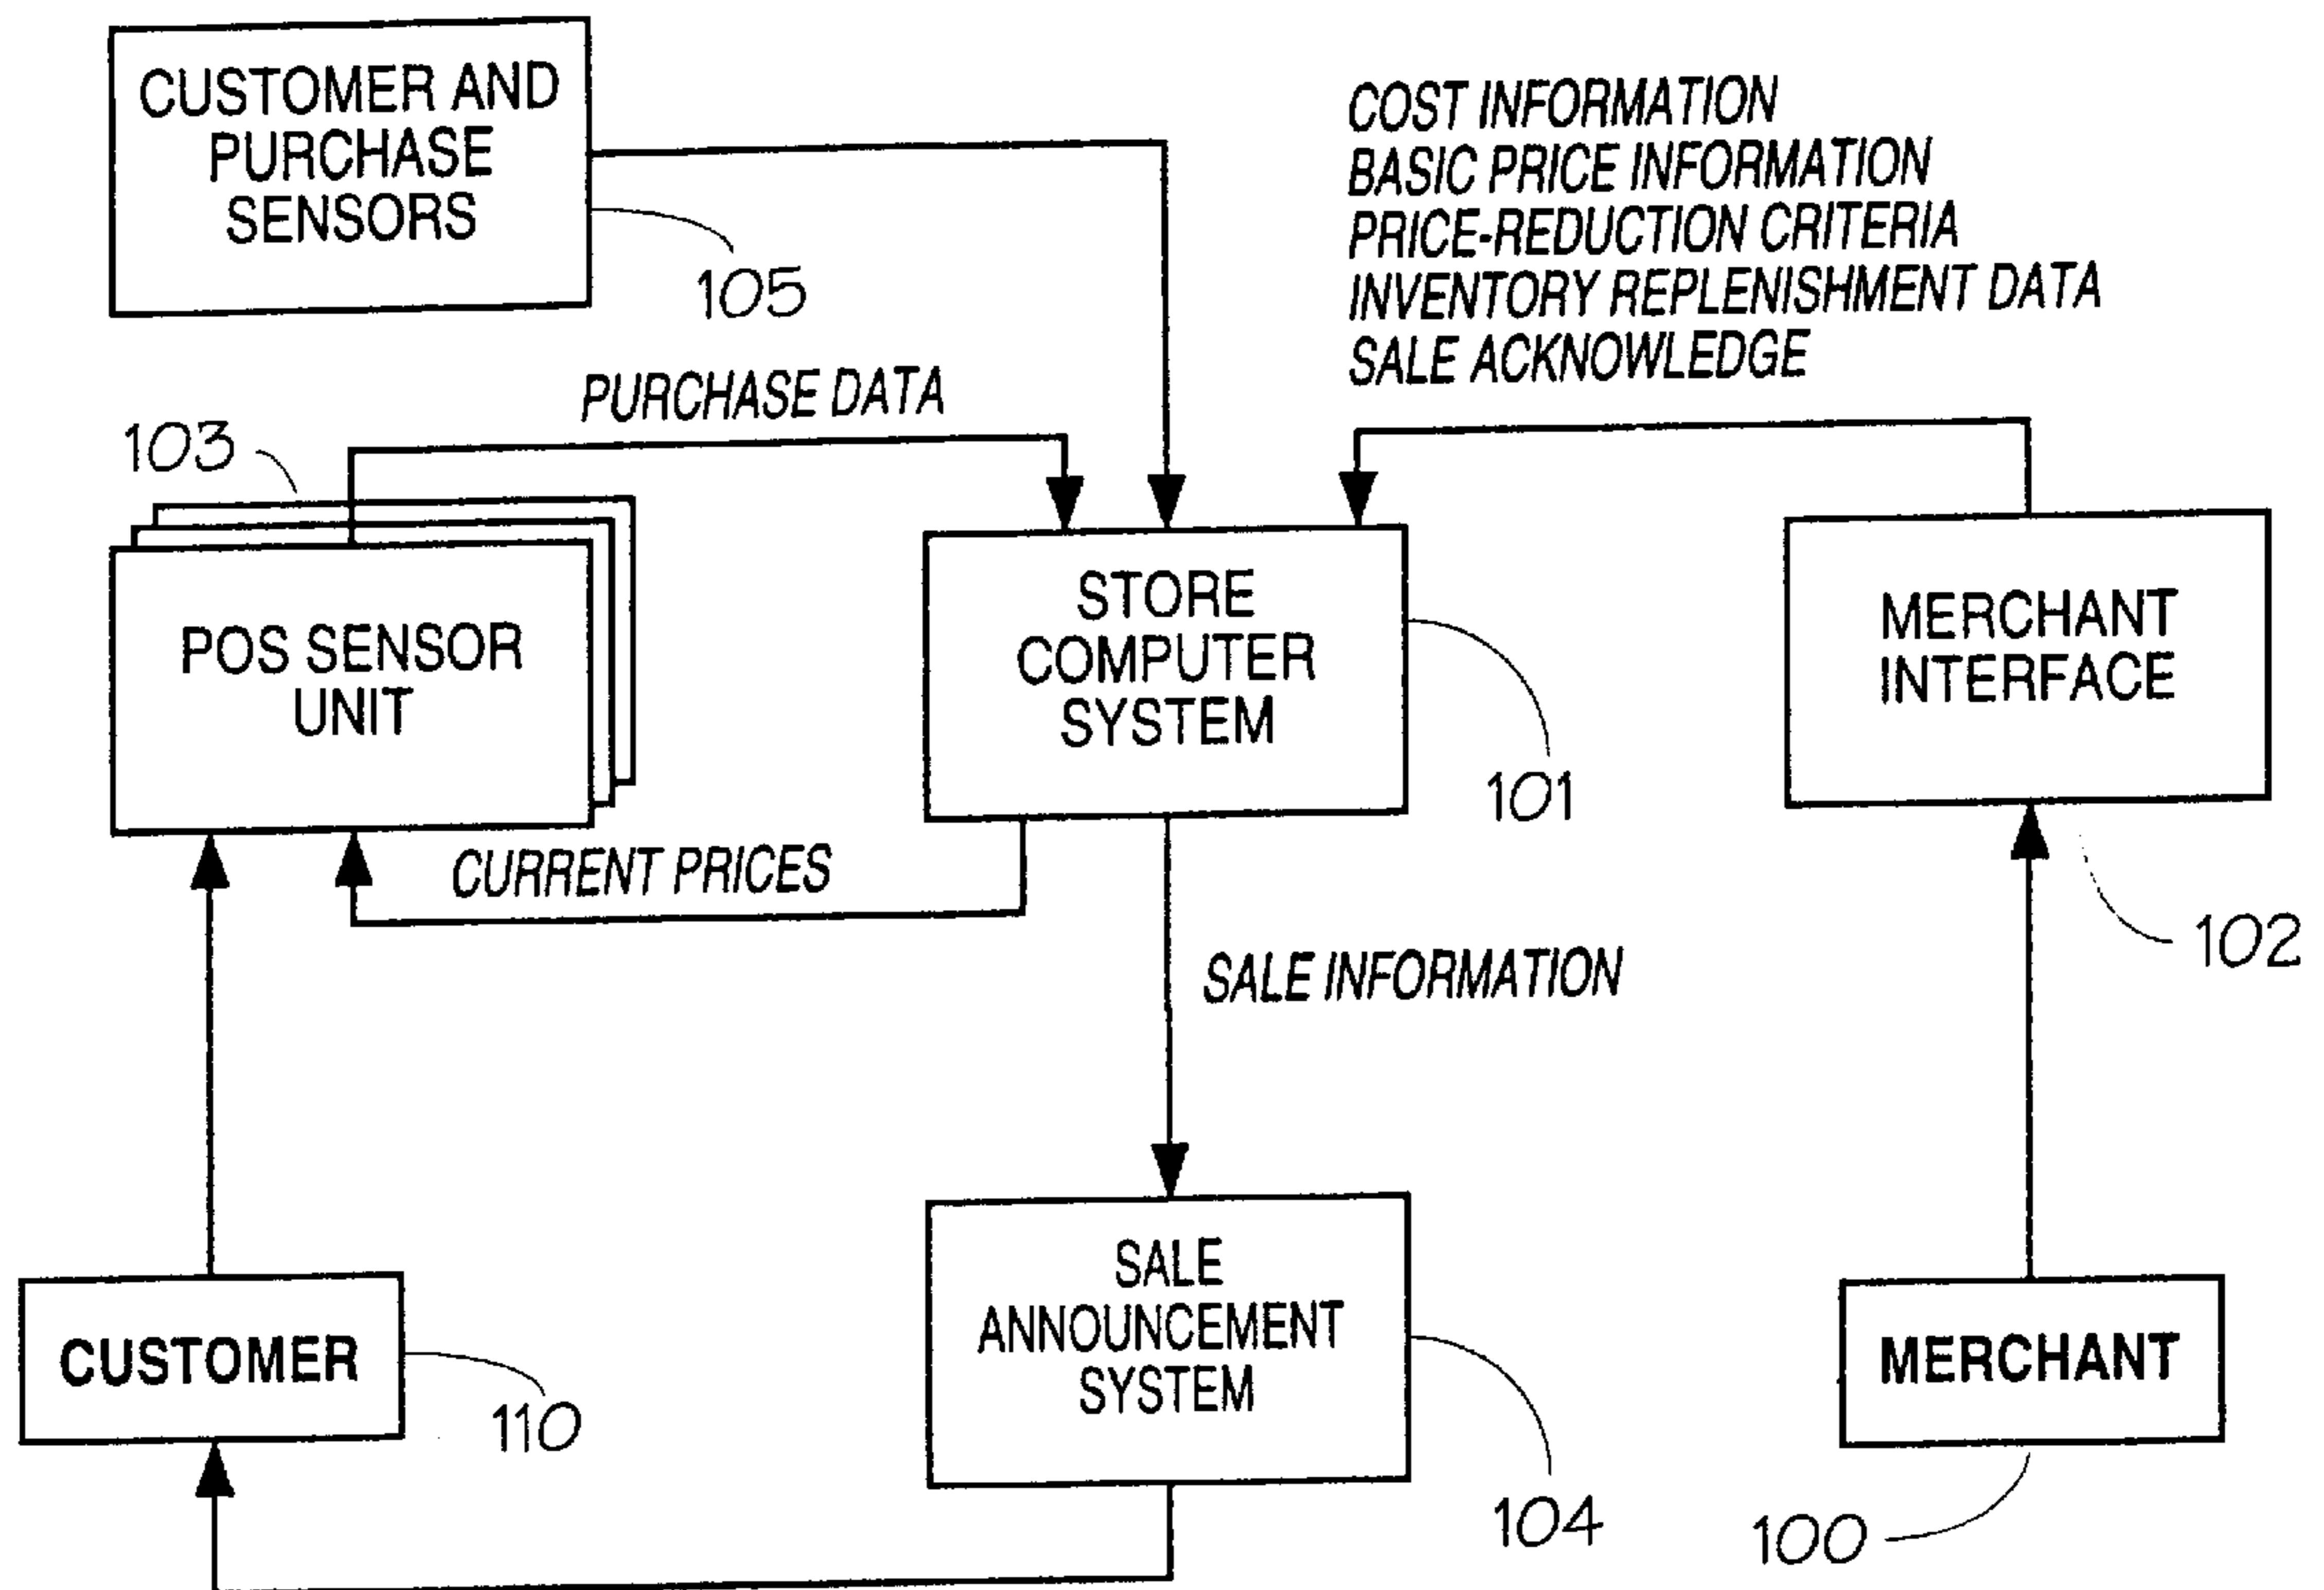 CUSTOMER AND
PURCHASE
SENSORS
105
COST INFORMATION
BASIC PRICE INFORMATION
PRICE-REDUCTION CRITERIA
INVENTORY REPLENISHMENT DATA
SALE ACKNOWLEDGE
PURCHASE DATA
103
POS SENSOR
UNIT
STORE
COMPUTER
SYSTEM
101
MERCHANT
INTERFACE
102
CURRENT PRICES
SALE INFORMATION
CUSTOMER
110
SALE
ANNOUNCEMENT
SYSTEM
104
MERCHANT
100